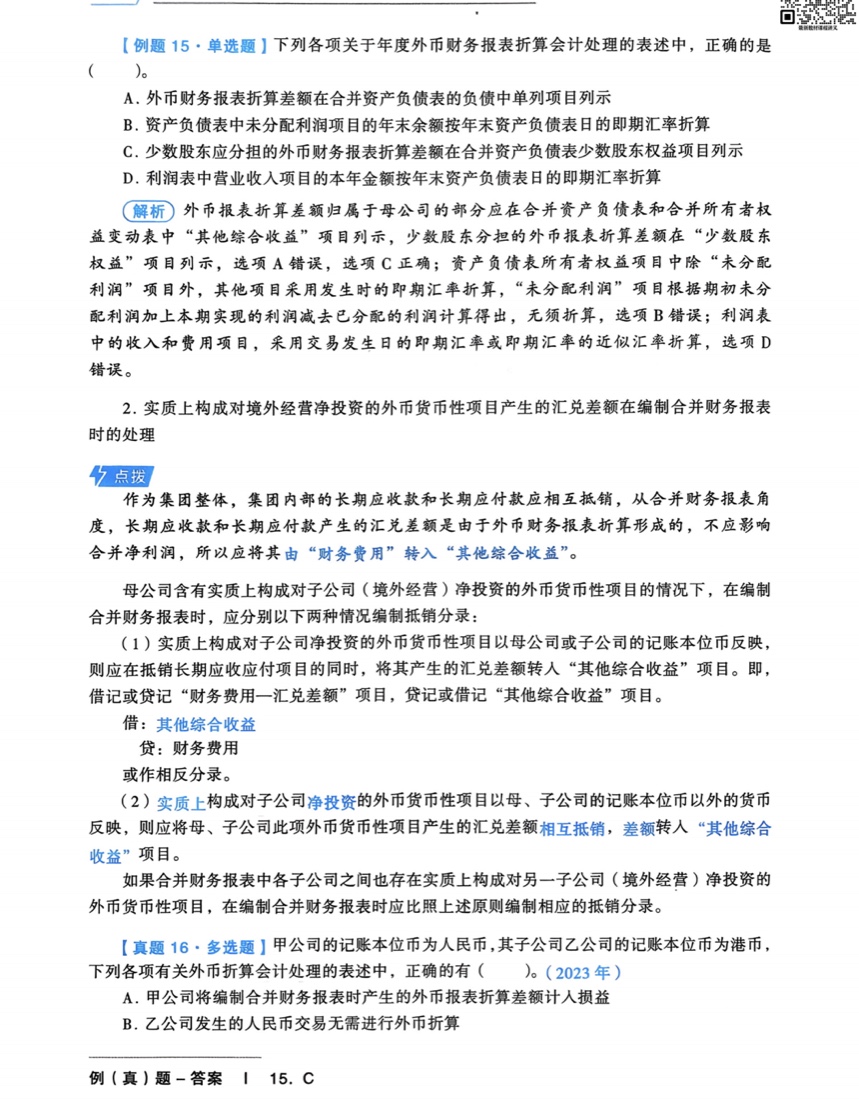 【例题 15·单选题】下列各项关于年度外币财务报表折算会计处理的表述中，正确的是
(　　)。
A. 外币财务报表折算差额在合并资产负债表的负债中单列项目列示
B. 资产负债表中未分配利润项目的年末余额按年末资产负债表日的即期汇率折算
C. 少数股东应分担的外币财务报表折算差额在合并资产负债表少数股东权益项目列示
D. 利润表中营业收入项目的本年金额按年末资产负债表日的即期汇率折算
解析 外币报表折算差额归属于母公司的部分应在合并资产负债表和合并所有者权
益变动表中“其他综合收益”项目列示，少数股东分担的外币报表折算差额在“少数股东
权益”项目列示，选项 A 错误，选项 C 正确；资产负债表所有者权益项目中除“未分配
利润”项目外，其他项目采用发生时的即期汇率折算，“未分配利润”项目根据期初未分
配利润加上本期实现的利润减去已分配的利润计算得出，无须折算，选项 B 错误；利润表
中的收入和费用项目，采用交易发生日的即期汇率或即期汇率的近似汇率折算，选项 D
错误。
2. 实质上构成对境外经营净投资的外币货币性项目产生的汇兑差额在编制合并财务报表
时的处理
点拨
作为集团整体，集团内部的长期应收款和长期应付款应相互抵销，从合并财务报表角
度，长期应收款和长期应付款产生的汇兑差额是由于外币财务报表折算形成的，不应影响
合并净利润，所以应将其由“财务费用”转入“其他综合收益”。
母公司含有实质上构成对子公司（境外经营）净投资的外币货币性项目的情况下，在编制
合并财务报表时，应分别以下两种情况编制抵销分录：
（1）实质上构成对子公司净投资的外币货币性项目以母公司或子公司的记账本位币反映，
则应在抵销长期应收应付项目的同时，将其产生的汇兑差额转入“其他综合收益”项目。即，
借记或贷记“财务费用—汇兑差额”项目，贷记或借记“其他综合收益”项目。
借：其他综合收益
贷：财务费用
或作相反分录。
（2）实质上构成对子公司净投资的外币货币性项目以母、子公司的记账本位币以外的货币
反映，则应将母、子公司此项外币货币性项目产生的汇兑差额相互抵销，差额转入“其他综合
收益”项目。
如果合并财务报表中各子公司之间也存在实质上构成对另一子公司（境外经营）净投资的
外币货币性项目，在编制合并财务报表时应比照上述原则编制相应的抵销分录。
【真题 16·多选题】甲公司的记账本位币为人民币，其子公司乙公司的记账本位币为港币，
下列各项有关外币折算会计处理的表述中，正确的有（　　）。（2023 年）
A. 甲公司将编制合并财务报表时产生的外币报表折算差额计入损益
B. 乙公司发生的人民币交易无需进行外币折算
例（真）题－答案 | 15. C